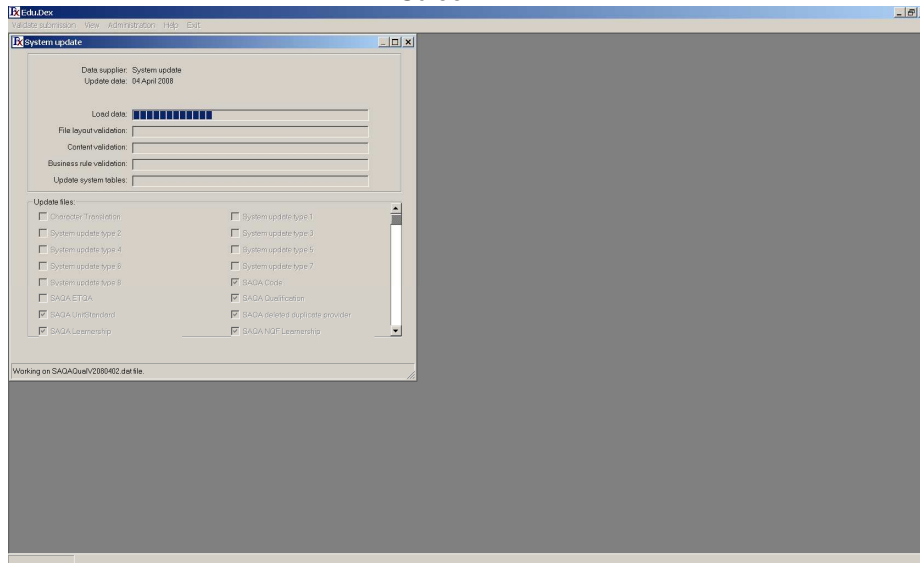 Edu.Dex
Validate submission View Administration Help Exit
System update
Data supplier: System update
Update date: 04 April 2008
Load data:
File layout validation:
Content validation:
Business rule validation:
Update system tables:
Update files:
Character Translation System update type 1
System update type 2 System update type 3
System update type 4 System update type 5
System update type 6 System update type 7
System update type 8 SAQA Code
SAQA ETQA SAQA Qualification
SAQA UnitStandard SAQA deleted duplicate provider
SAQA Learnership SAQA NQF Learnership
Working on SAQAQualV2080402.dat file.